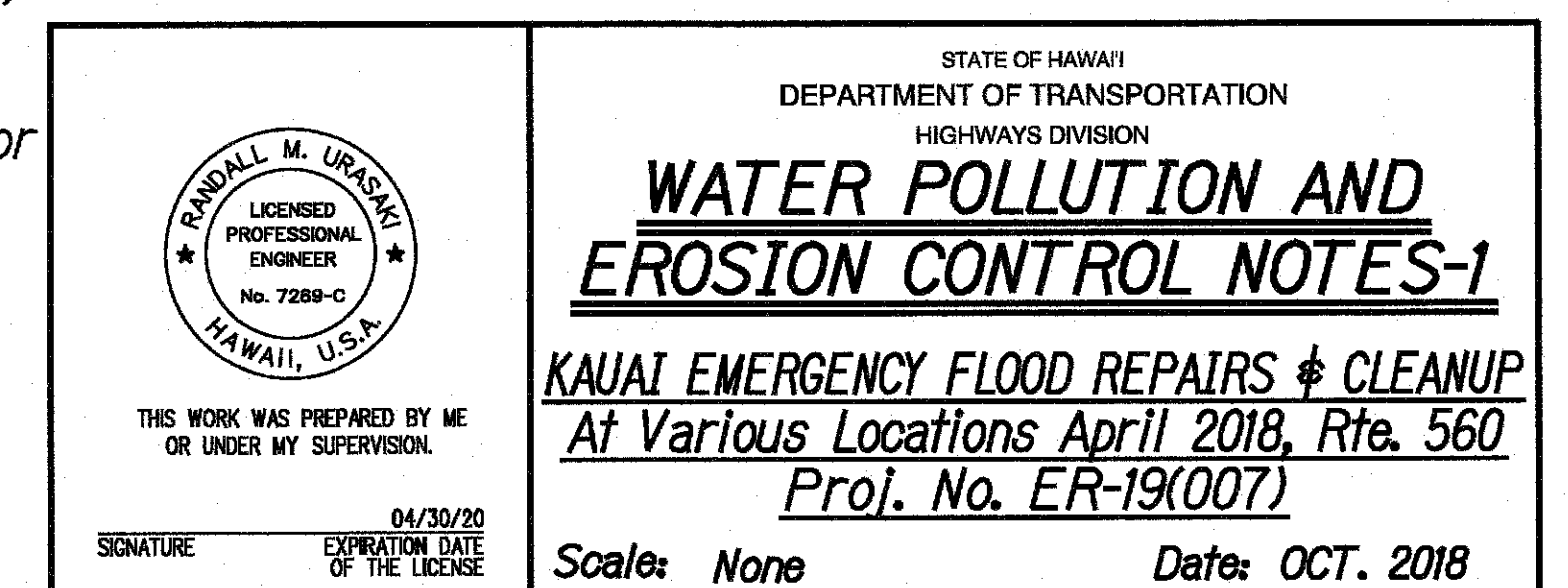 or
RANDALL M. URASAKI
LICENSED
PROFESSIONAL
ENGINEER
No. 7269-C
HAWAII, U.S.A.
THIS WORK WAS PREPARED BY ME
OR UNDER MY SUPERVISION.
04/30/20
SIGNATURE EXPIRATION DATE
OF THE LICENSE
STATE OF HAWAI'I
DEPARTMENT OF TRANSPORTATION
HIGHWAYS DIVISION
WATER POLLUTION AND
EROSION CONTROL NOTES-1
KAUAI EMERGENCY FLOOD REPAIRS & CLEANUP
At Various Locations April 2018, Rte. 560
Proj. No. ER-19(007)
Scale: None Date: OCT. 2018